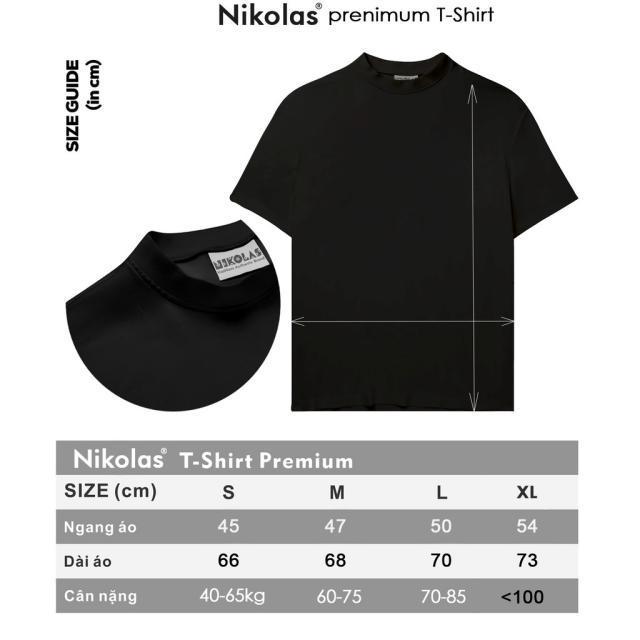 Nikolas® prenimum T-Shirt
SIZE GUIDE
(in cm)
NIKOLAS
Nikolas® T-Shirt Premium
SIZE (cm) S M L XL
Ngang áo 45 47 50 54
Dài áo 66 68 70 73
Cân nặng 40-65kg 60-75 70-85 <100